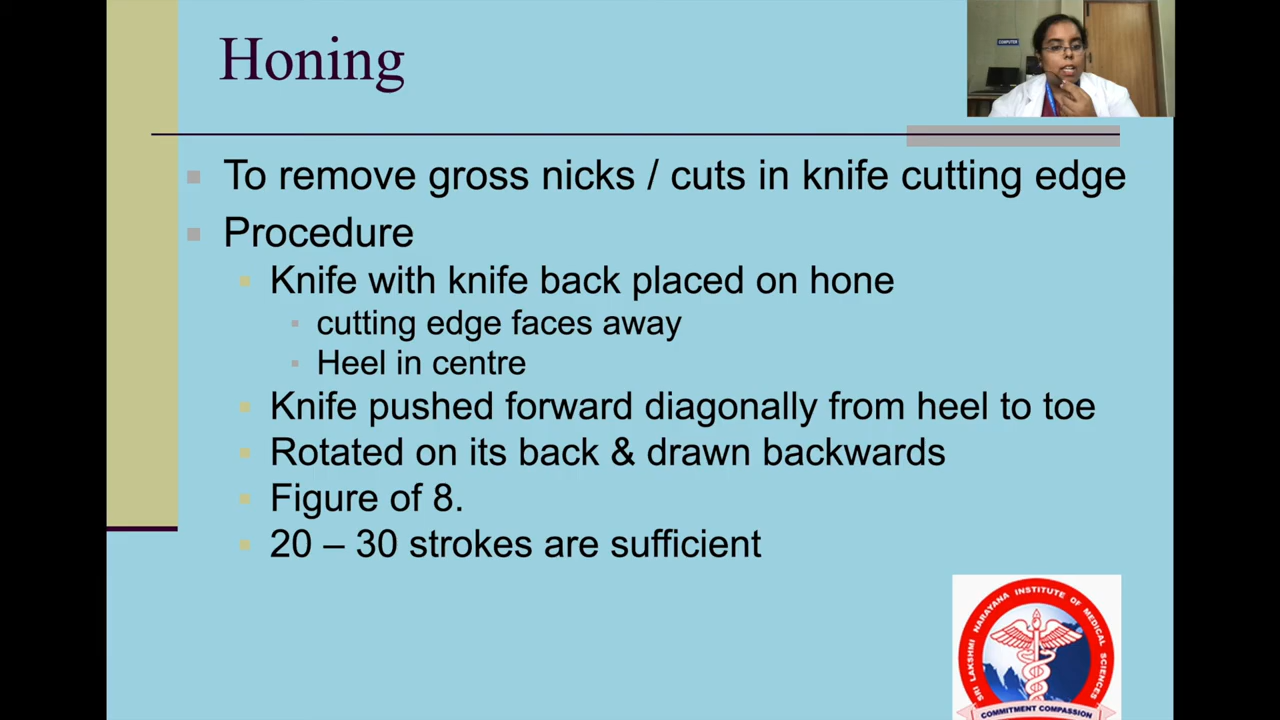 Honing
COMPUTER
To remove gross nicks / cuts in knife cutting edge
Procedure
Knife with knife back placed on hone
cutting edge faces away
Heel in centre
Knife pushed forward diagonally from heel to toe
Rotated on its back & drawn backwards
Figure of 8.
20 – 30 strokes are sufficient
SRI LAKSHMI NARAYANA INSTITUTE OF MEDICAL SCIENCES
COMMITMENT COMPASSION